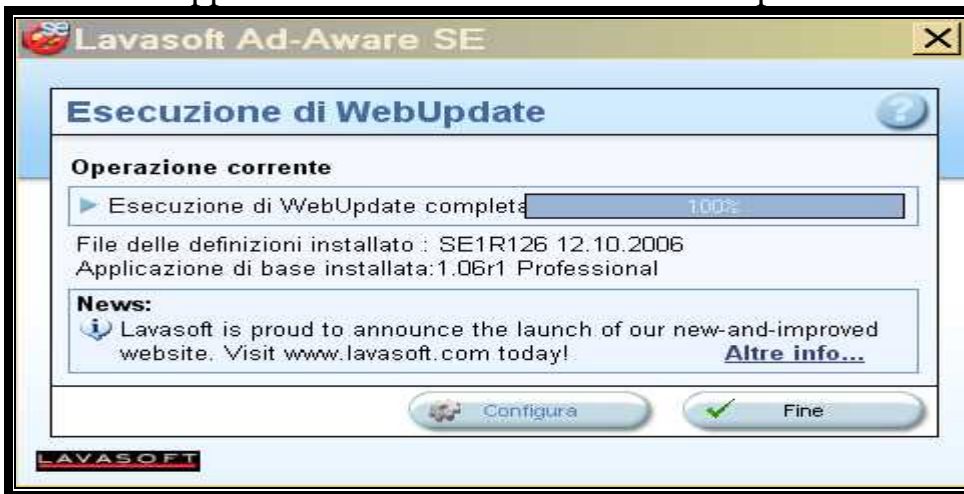 Lavasoft Ad-Aware SE
Esecuzione di WebUpdate
Operazione corrente
Esecuzione di WebUpdate completa 100%
File delle definizioni installato : SE1R126 12.10.2006
Applicazione di base installata:1.06r1 Professional
News:
Lavasoft is proud to announce the launch of our new-and-improved
website. Visit www.lavasoft.com today! Altre info...
Configura Fine
LAVASOFT